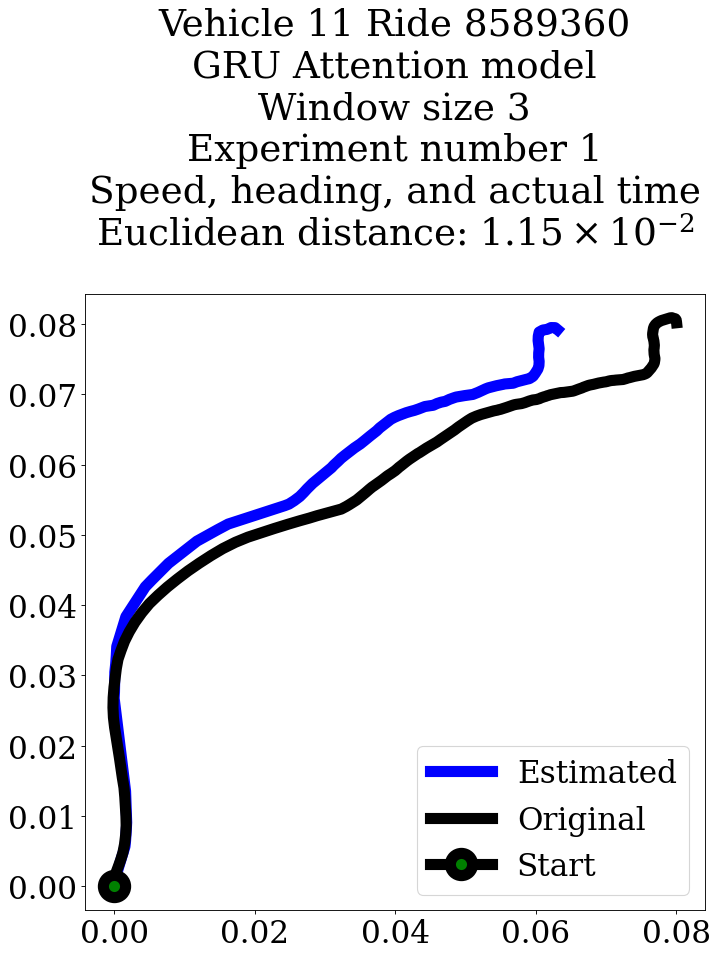 Vehicle 11 Ride 8589360
GRU Attention model
Window size 3
Experiment number 1
Speed, heading, and actual time
Euclidean distance: 1.15 × 10⁻²
0.08
0.07
0.06
0.05
0.04
0.03
0.02
0.01
0.00
Estimated
Original
Start
0.00 0.02 0.04 0.06 0.08